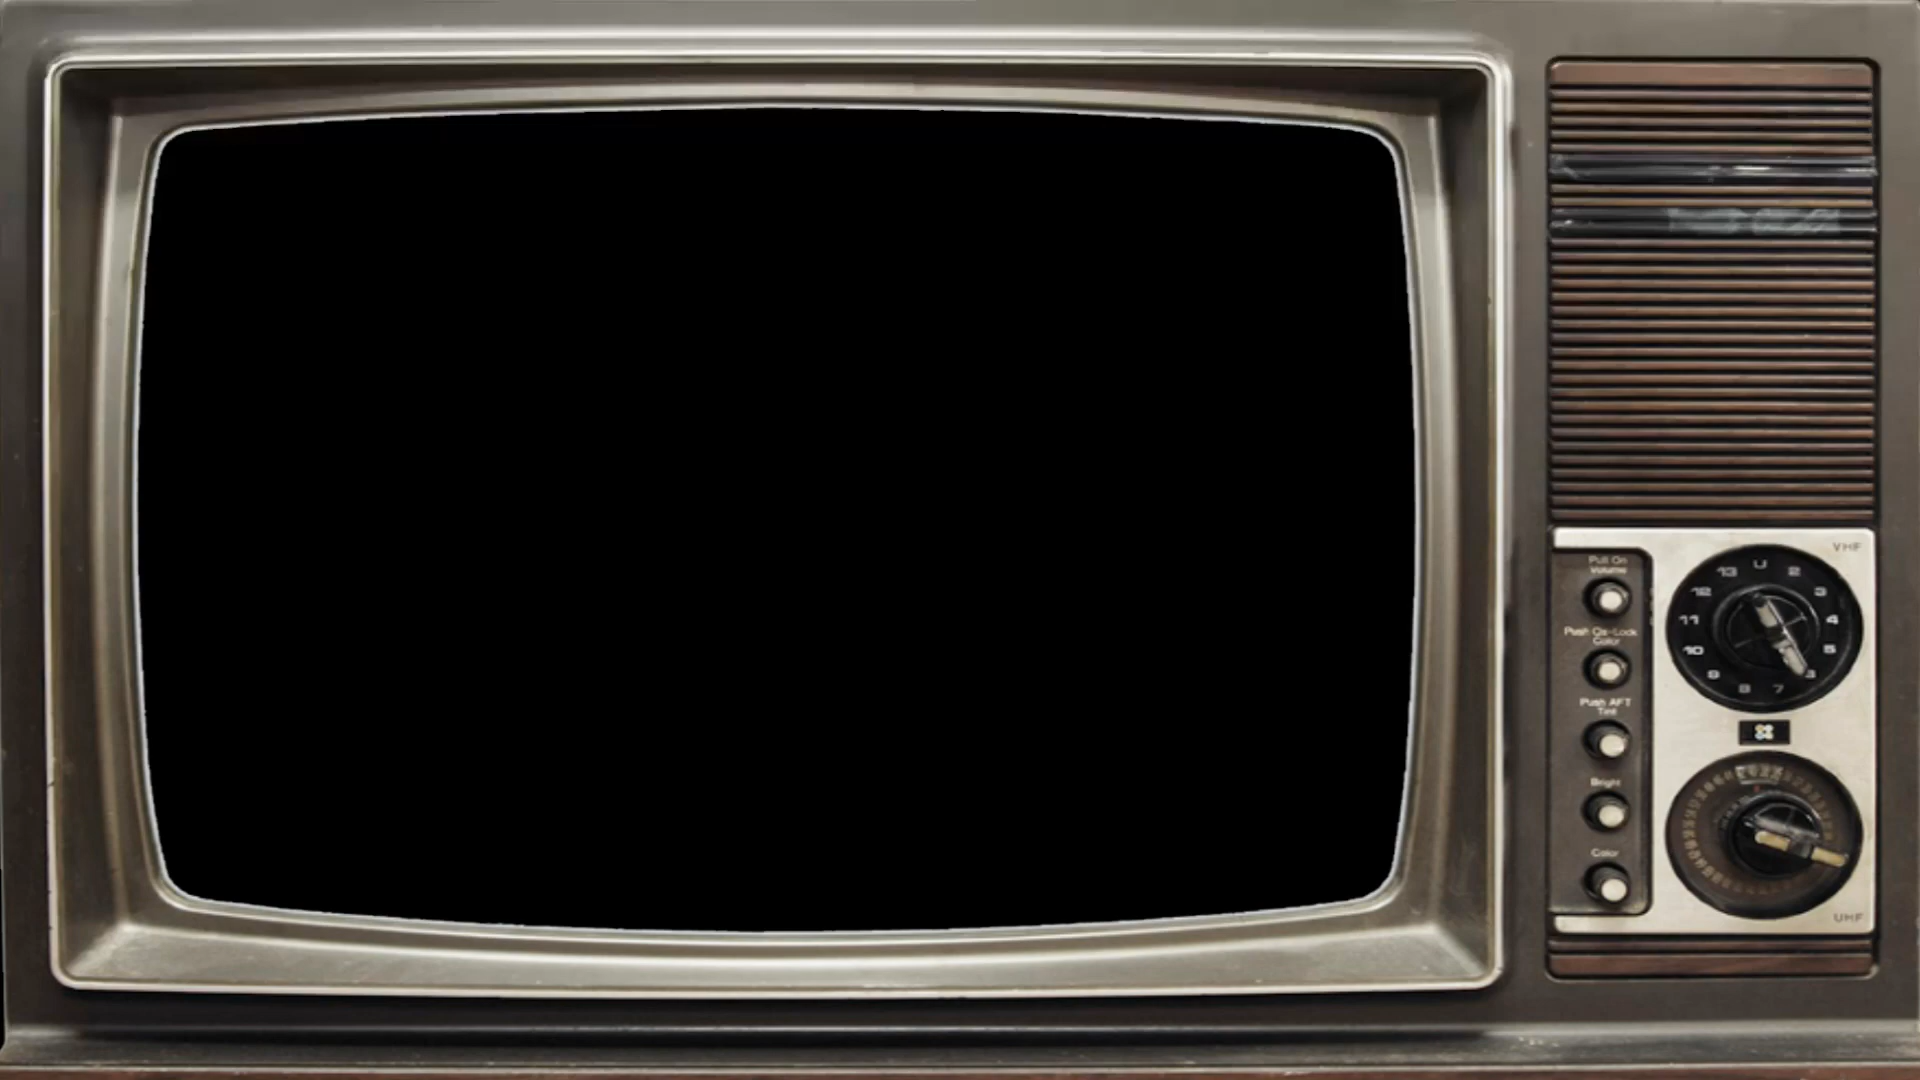 VHF
Pull On
Volume
13 U 2
12 3
11 4
10 5
9
8 7
Push Qs-Lock
Color
Push AFT
Tint
Bright
Color
UHF